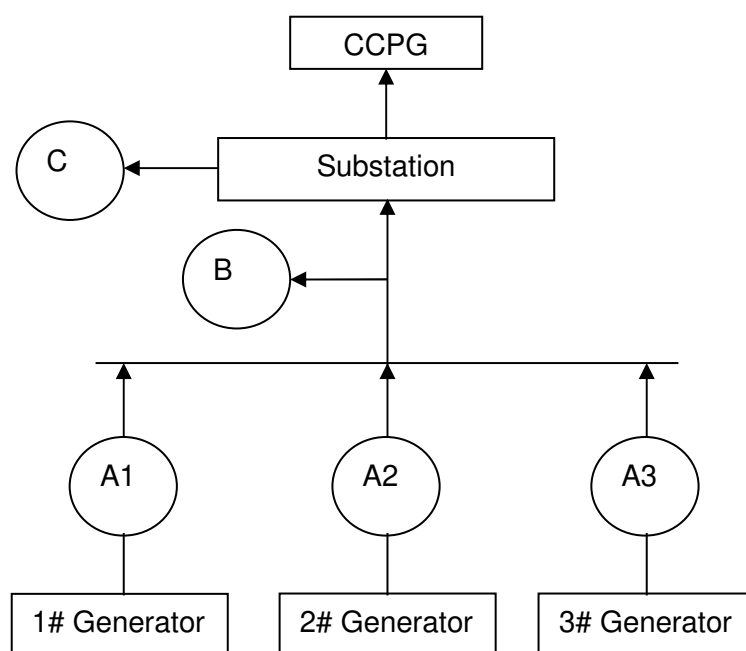 CCPG
C
Substation
B
A1
A2
A3
1# Generator
2# Generator
3# Generator